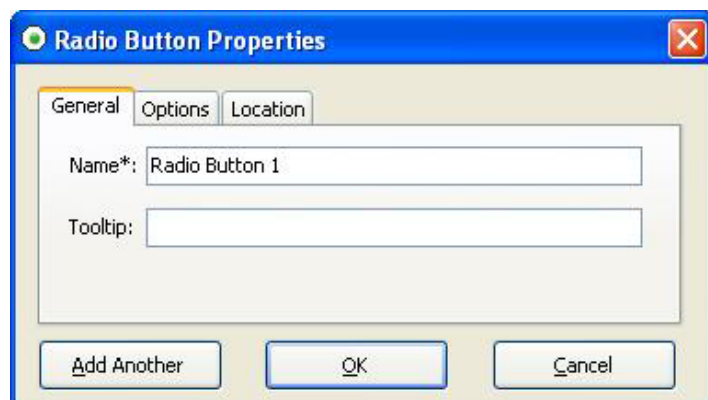 Radio Button Properties
General Options Location
Name*: Radio Button 1
Tooltip:
Add Another OK Cancel